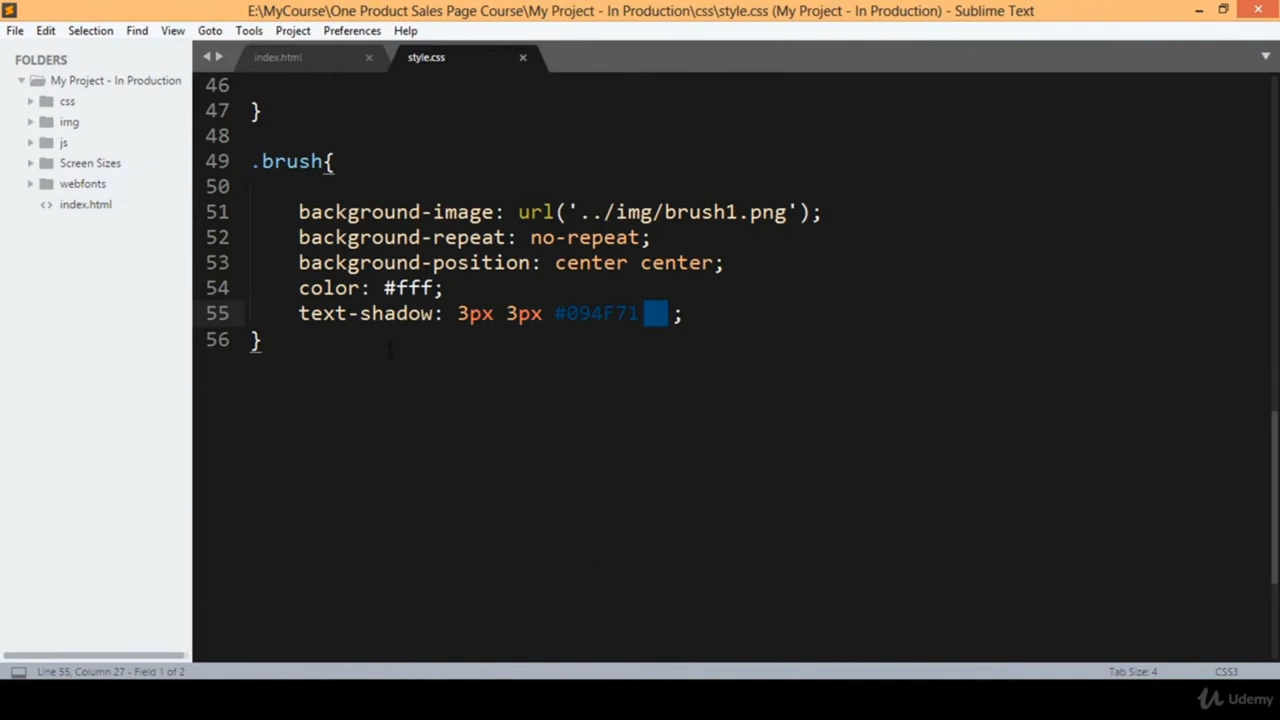 E:\MyCourse\One Product Sales Page Course\My Project - In Production\css\style.css (My Project - In Production) - Sublime Text
File Edit Selection Find View Goto Tools Project Preferences Help
FOLDERS
My Project - In Production
css
img
js
Screen Sizes
webfonts
index.html
index.html
style.css
46
47 }
48
49 .brush{
50
51 background-image: url('../img/brush1.png');
52 background-repeat: no-repeat;
53 background-position: center center;
54 color: #fff;
55 text-shadow: 3px 3px #094F71 ;
56 }
Line 55, Column 27 - Field 1 of 2
Tab Size: 4
CSS3
Udemy